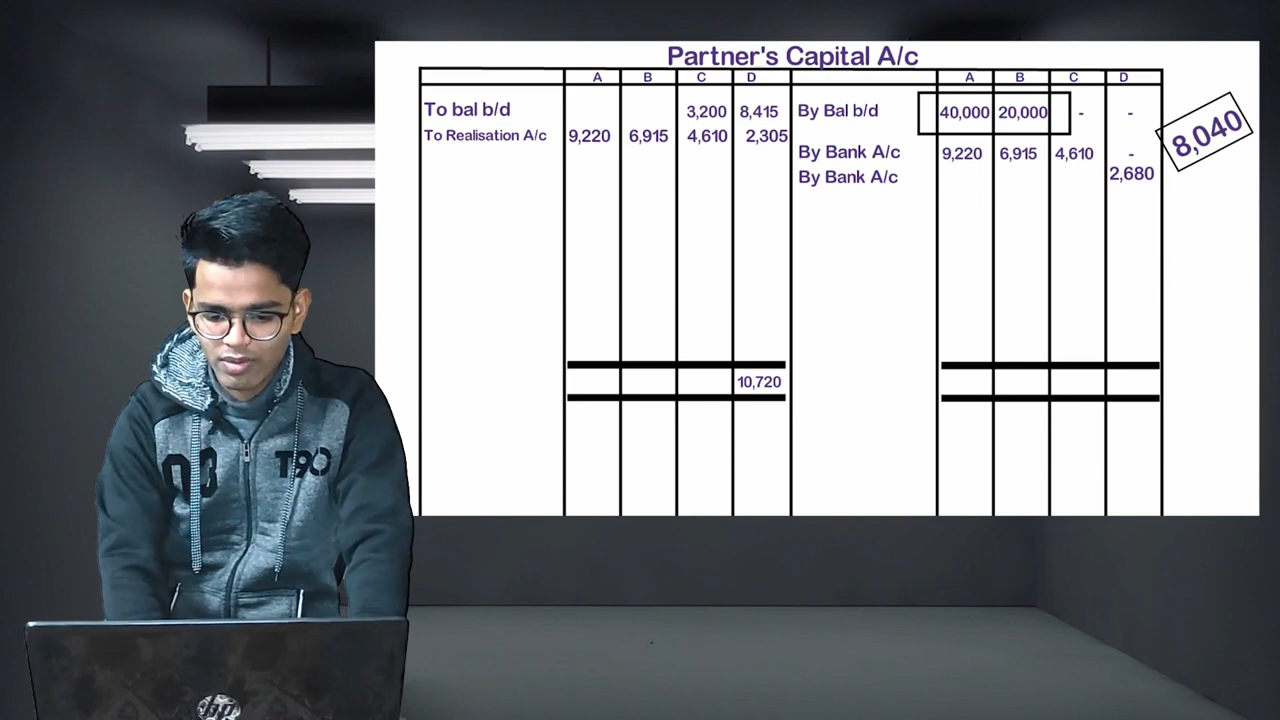 Partner's Capital A/c
A B C D A B C D
To bal b/d 3,200 8,415 By Bal b/d 40,000 20,000 - -
To Realisation A/c 9,220 6,915 4,610 2,305
By Bank A/c 9,220 6,915 4,610 -
By Bank A/c 2,680
8,040
10,720
03 T90
hp